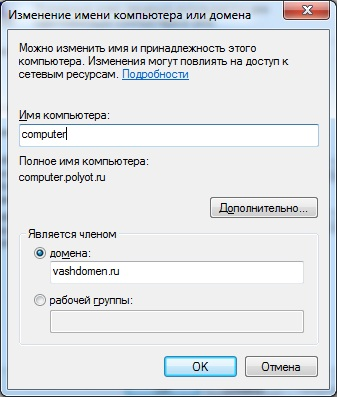 Изменение имени компьютера или домена
Можно изменить имя и принадлежность этого
компьютера. Изменения могут повлиять на доступ к
сетевым ресурсам. Подробности
Имя компьютера:
computer
Полное имя компьютера:
computer.polyot.ru
Дополнительно...
Является членом
домена:
vashdomen.ru
рабочей группы:
OK
Отмена